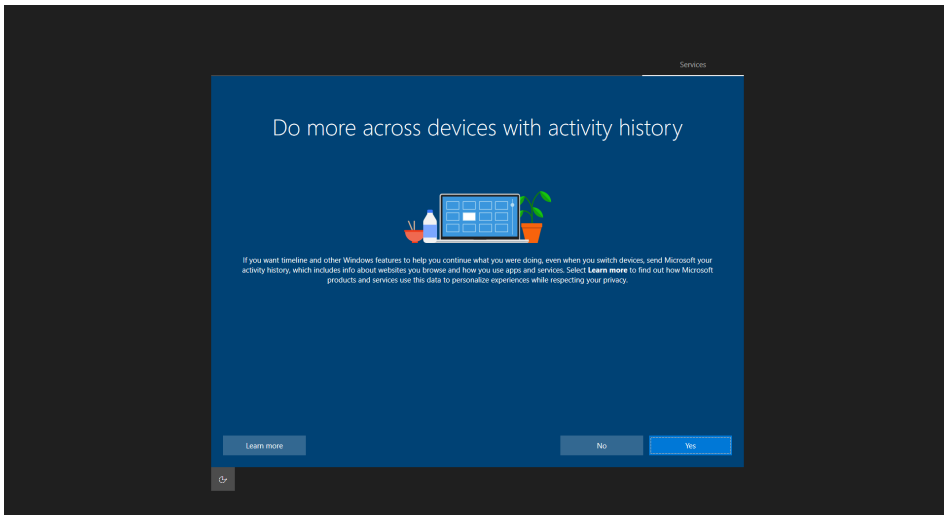 Services
Do more across devices with activity history
If you want timeline and other Windows features to help you continue what you were doing, even when you switch devices, send Microsoft your
activity history, which includes info about websites you browse and how you use apps and services. Select Learn more to find out how Microsoft
products and services use this data to personalize experiences while respecting your privacy.
Learn more
No
Yes